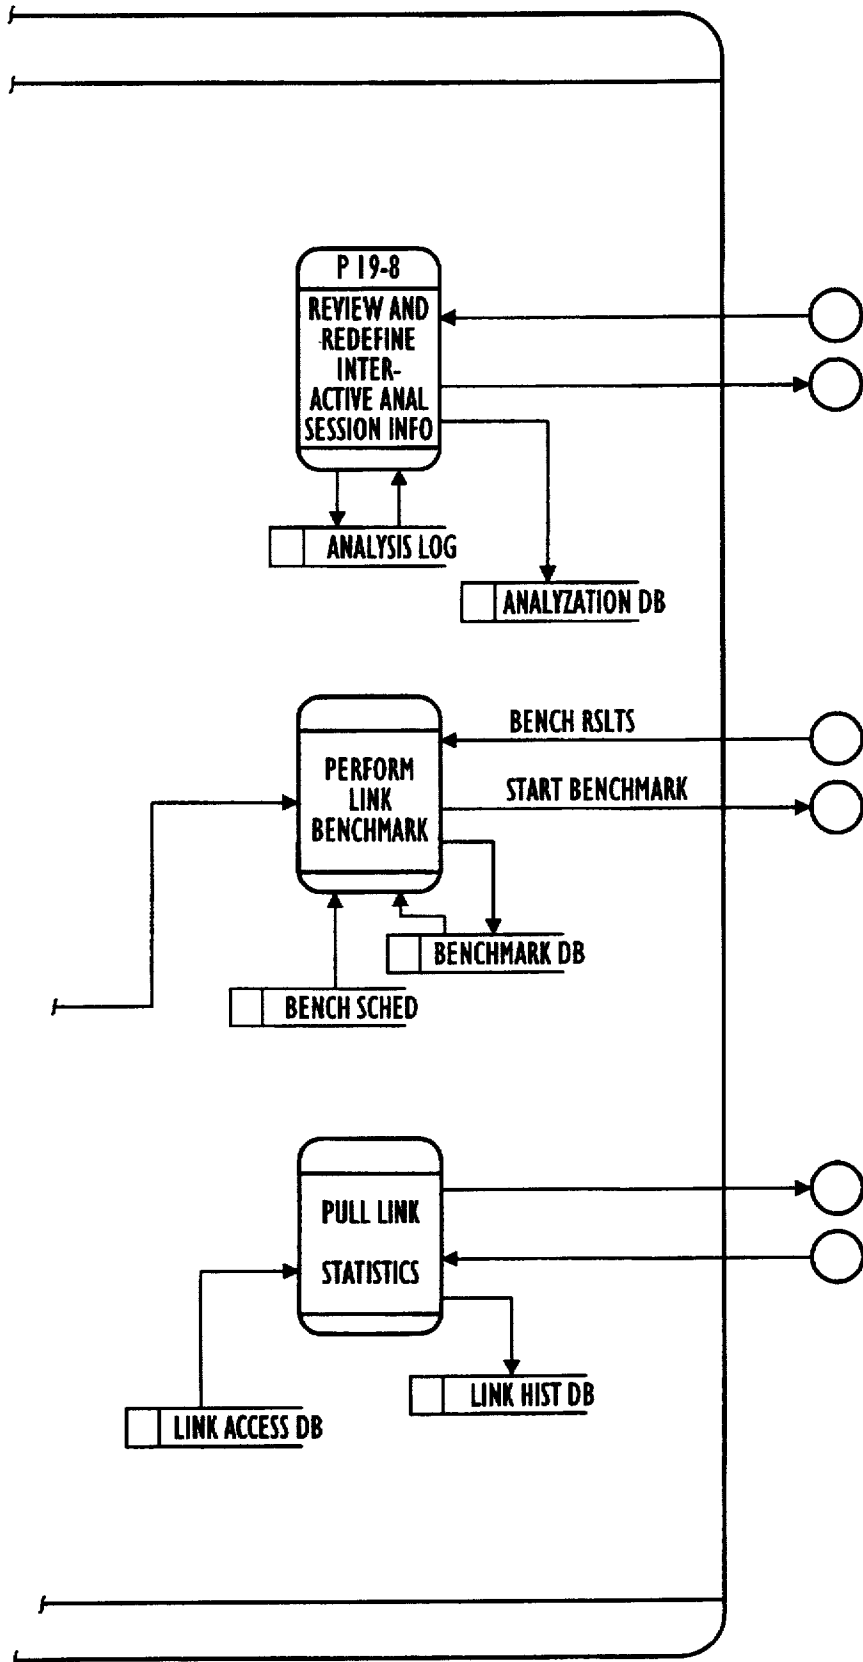 P 19-8
REVIEW AND
REDEFINE
INTER-
ACTIVE ANAL
SESSION INFO
ANALYSIS LOG
ANALYZATION DB
BENCH RSLTS
PERFORM
LINK
BENCHMARK
START BENCHMARK
BENCHMARK DB
BENCH SCHED
PULL LINK
STATISTICS
LINK HIST DB
LINK ACCESS DB